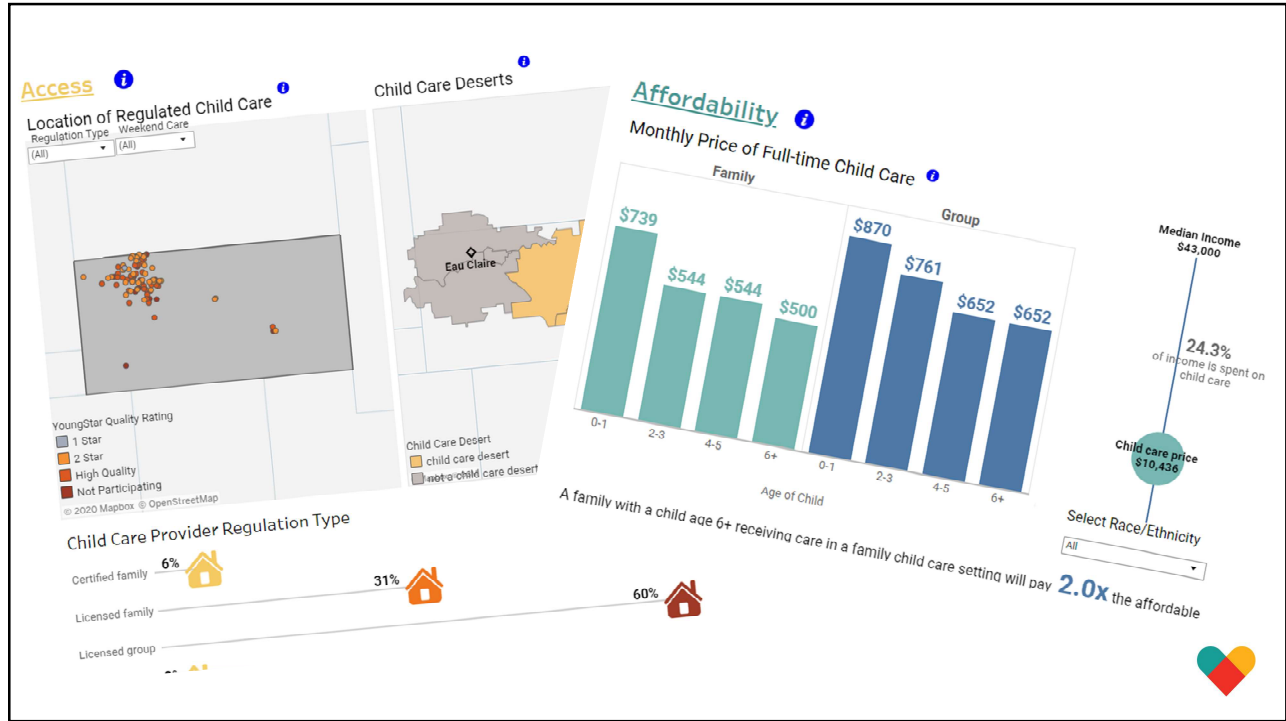 Access
Location of Regulated Child Care
Regulation Type Weekend Care
(All) (All)
YoungStar Quality Rating
1 Star
2 Star
High Quality
Not Participating
© 2020 Mapbox © OpenStreetMap
Child Care Deserts
Eau Claire
Child Care Desert
child care desert
not a child care desert
Child Care Provider Regulation Type
Certified family 6%
Licensed family 31%
Licensed group 60%
Affordability
Monthly Price of Full-time Child Care
Family Group
$739 $544 $544 $500 $870 $761 $652 $652
0-1 2-3 4-5 6+ 0-1 2-3 4-5 6+
Age of Child
Median Income
$43,000
24.3%
of income is spent on
child care
Child care price
$10,436
Select Race/Ethnicity
All
A family with a child age 6+ receiving care in a family child care setting will pay 2.0x the affordable